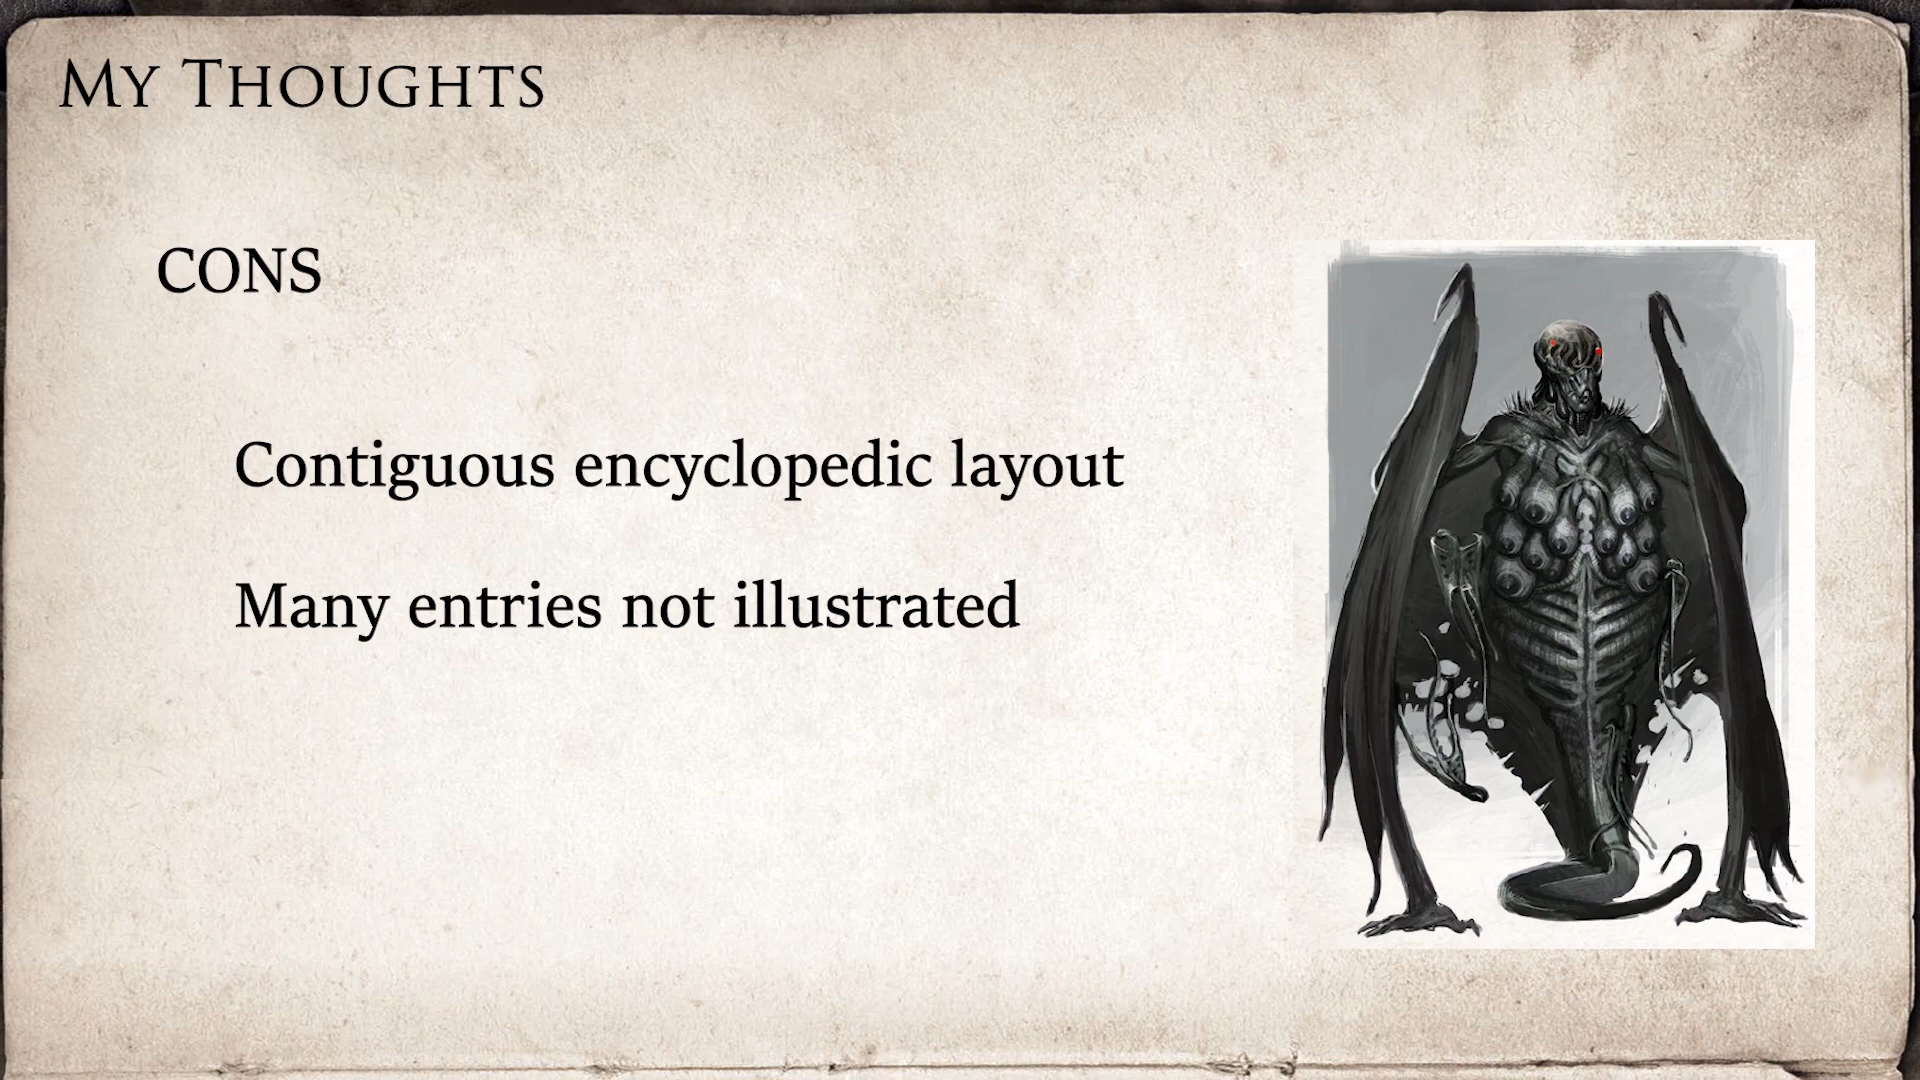 My Thoughts
CONS
Contiguous encyclopedic layout
Many entries not illustrated